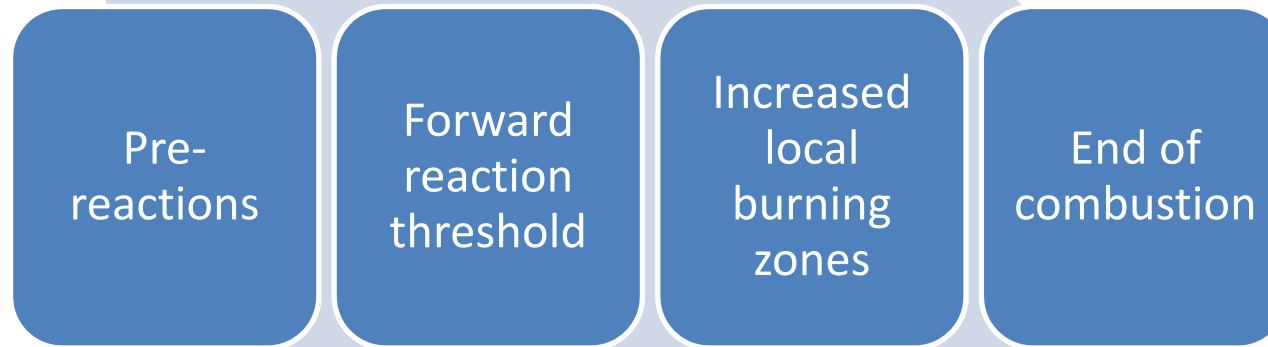 Pre-
reactions
Forward
reaction
threshold
Increased
local
burning
zones
End of
combustion